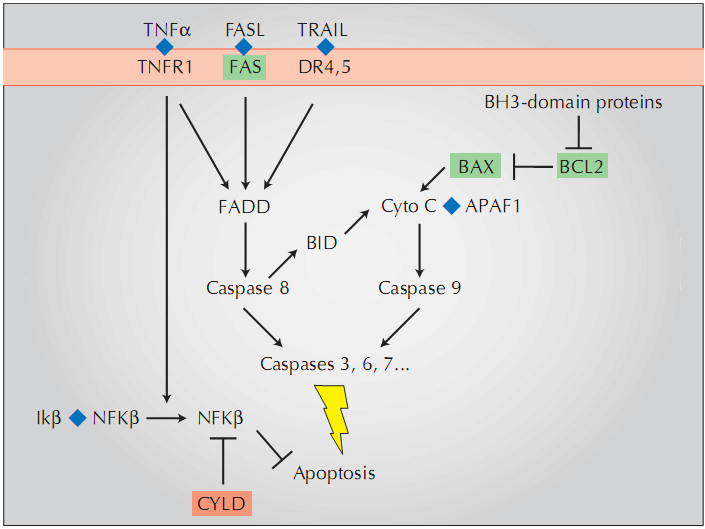 TNFα FASL TRAIL
TNFR1 FAS DR4,5
BH3-domain proteins
BAX BCL2
FADD Cyto C APAF1
BID
Caspase 8 Caspase 9
Caspases 3, 6, 7...
Ikβ NFKβ NFKβ
Apoptosis
CYLD